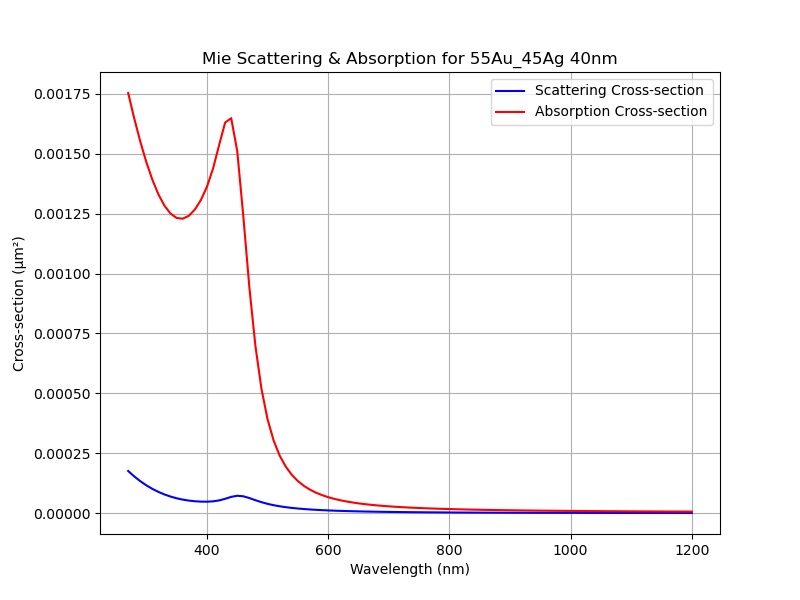 Mie Scattering & Absorption for 55Au_45Ag 40nm
Scattering Cross-section
Absorption Cross-section
Cross-section (μm²)
0.00175
0.00150
0.00125
0.00100
0.00075
0.00050
0.00025
0.00000
400 600 800 1000 1200
Wavelength (nm)